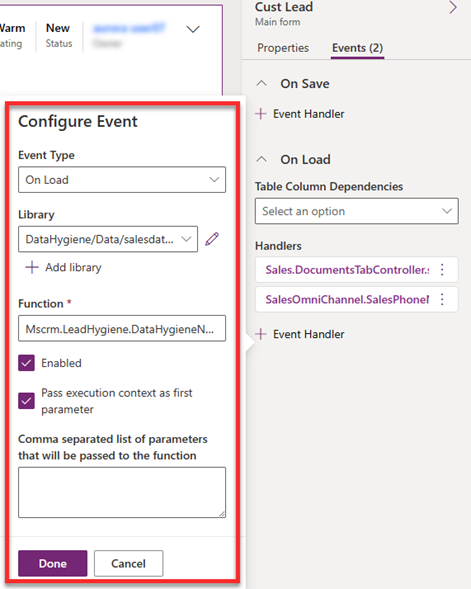 Warm
New
ating
Status
Owner
Cust Lead
Main form
Properties
Events (2)
On Save
Event Handler
On Load
Table Column Dependencies
Select an option
Handlers
Sales.DocumentsTabController.s
SalesOmniChannel.SalesPhoneN
Event Handler
Configure Event
Event Type
On Load
Library
DataHygiene/Data/salesdat...
Add library
Function *
Mscrm.LeadHygiene.DataHygieneN...
Enabled
Pass execution context as first
parameter
Comma separated list of parameters
that will be passed to the function
Done
Cancel